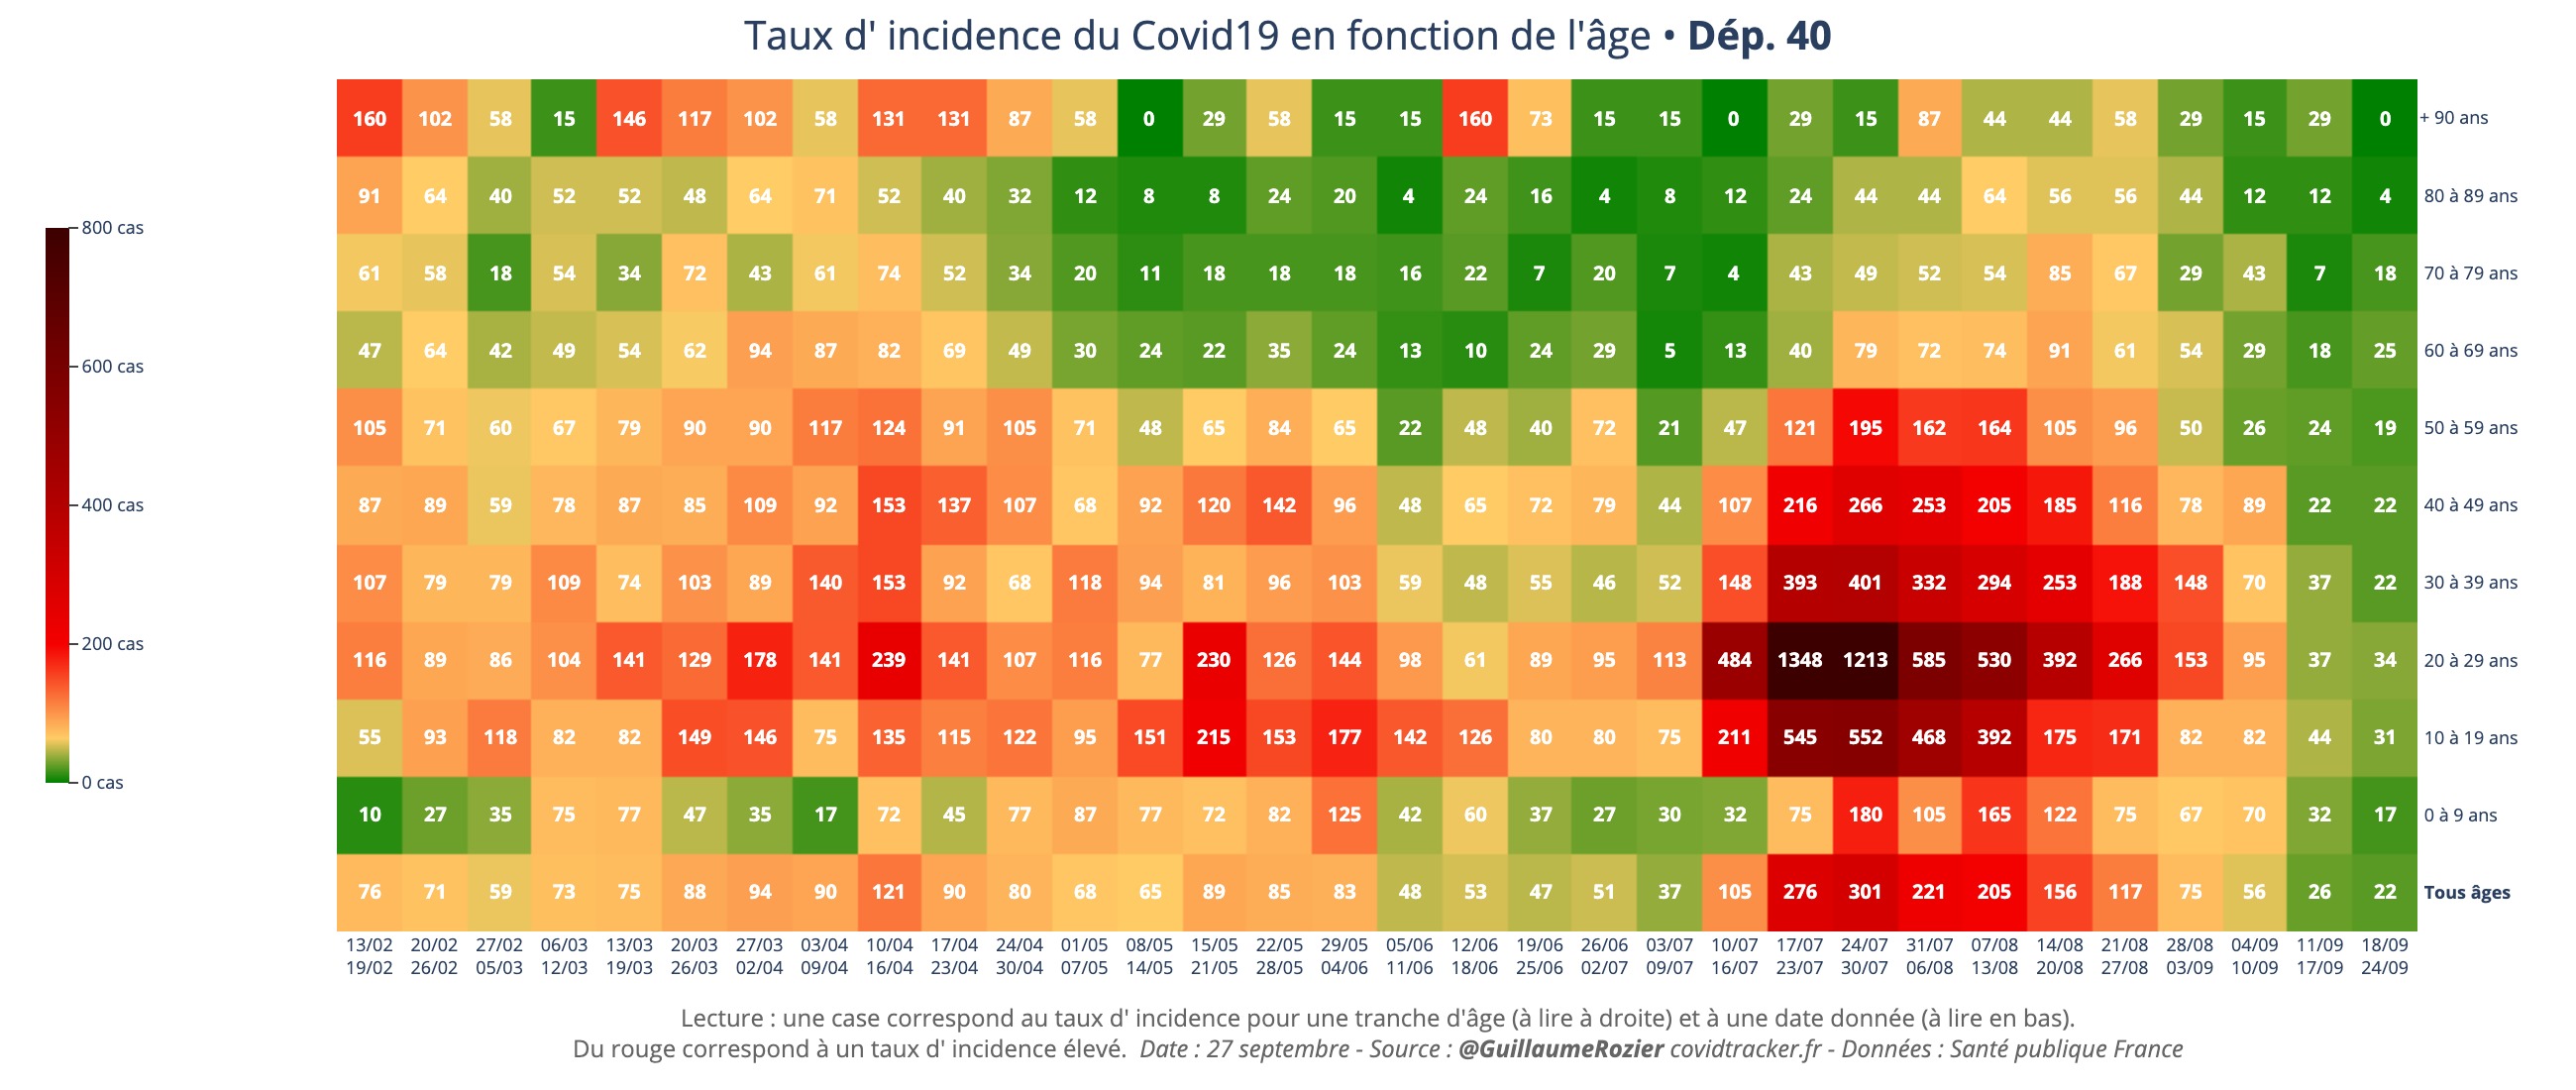 Taux d' incidence du Covid19 en fonction de l'âge • Dép. 40
160 102 58 15 146 117 102 58 131 131 87 58 0 29 58 15 15 160 73 15 15 0 29 15 87 44 44 58 29 15 29 0 + 90 ans
91 64 40 52 52 48 64 71 52 40 32 12 8 8 24 20 4 24 16 4 8 12 24 44 44 64 56 56 44 12 12 4 80 à 89 ans
800 cas
61 58 18 54 34 72 43 61 74 52 34 20 11 18 18 18 16 22 7 20 7 4 43 49 52 54 85 67 29 43 7 18 70 à 79 ans
47 64 42 49 54 62 94 87 82 69 49 30 24 22 35 24 13 10 24 29 5 13 40 79 72 74 91 61 54 29 18 25 60 à 69 ans
600 cas
105 71 60 67 79 90 90 117 124 91 105 71 48 65 84 65 22 48 40 72 21 47 121 195 162 164 105 96 50 26 24 19 50 à 59 ans
400 cas
87 89 59 78 87 85 109 92 153 137 107 68 92 120 142 96 48 65 72 79 44 107 216 266 253 205 185 116 78 89 22 22 40 à 49 ans
107 79 79 109 74 103 89 140 153 92 68 118 94 81 96 103 59 48 55 46 52 148 393 401 332 294 253 188 148 70 37 22 30 à 39 ans
200 cas
116 89 86 104 141 129 178 141 239 141 107 116 77 230 126 144 98 61 89 95 113 484 1348 1213 585 530 392 266 153 95 37 34 20 à 29 ans
55 93 118 82 82 149 146 75 135 115 122 95 151 215 153 177 142 126 80 80 75 211 545 552 468 392 175 171 82 82 44 31 10 à 19 ans
0 cas
10 27 35 75 77 47 35 17 72 45 77 87 77 72 82 125 42 60 37 27 30 32 75 180 105 165 122 75 67 70 32 17 0 à 9 ans
76 71 59 73 75 88 94 90 121 90 80 68 65 89 85 83 48 53 47 51 37 105 276 301 221 205 156 117 75 56 26 22 Tous âges
13/02 20/02 27/02 06/03 13/03 20/03 27/03 03/04 10/04 17/04 24/04 01/05 08/05 15/05 22/05 29/05 05/06 12/06 19/06 26/06 03/07 10/07 17/07 24/07 31/07 07/08 14/08 21/08 28/08 04/09 11/09 18/09
19/02 26/02 05/03 12/03 19/03 26/03 02/04 09/04 16/04 23/04 30/04 07/05 14/05 21/05 28/05 04/06 11/06 18/06 25/06 02/07 09/07 16/07 23/07 30/07 06/08 13/08 20/08 27/08 03/09 10/09 17/09 24/09
Lecture : une case correspond au taux d' incidence pour une tranche d'âge (à lire à droite) et à une date donnée (à lire en bas).
Du rouge correspond à un taux d' incidence élevé. Date : 27 septembre - Source : @GuillaumeRozier covidtracker.fr - Données : Santé publique France